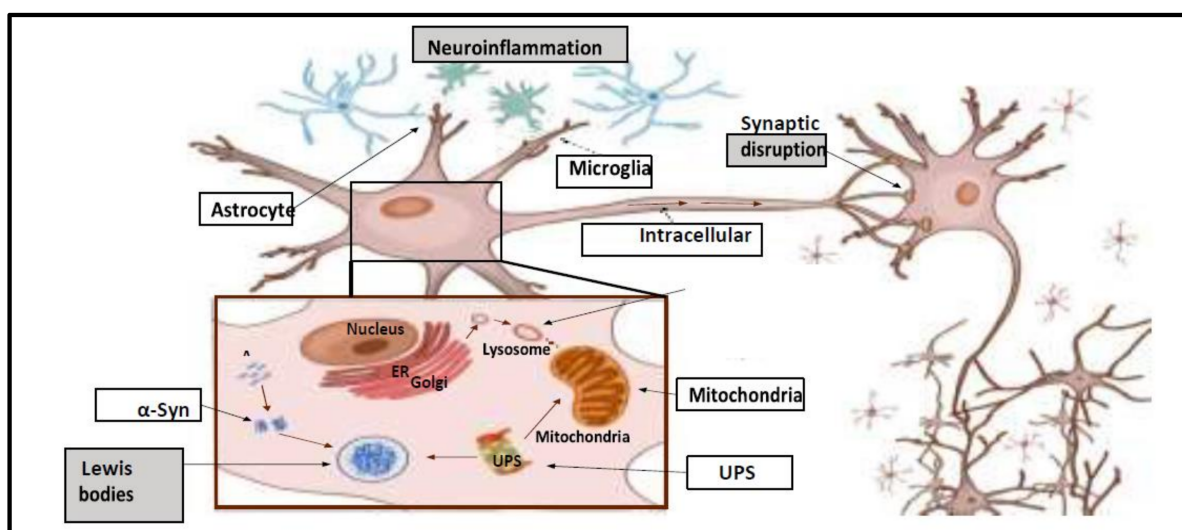 Neuroinflammation
Synaptic
disruption
Microglia
Astrocyte
Intracellular
Nucleus
Lysosome
ER
Golgi
α-Syn
Mitochondria
Mitochondria
UPS
UPS
Lewis
bodies